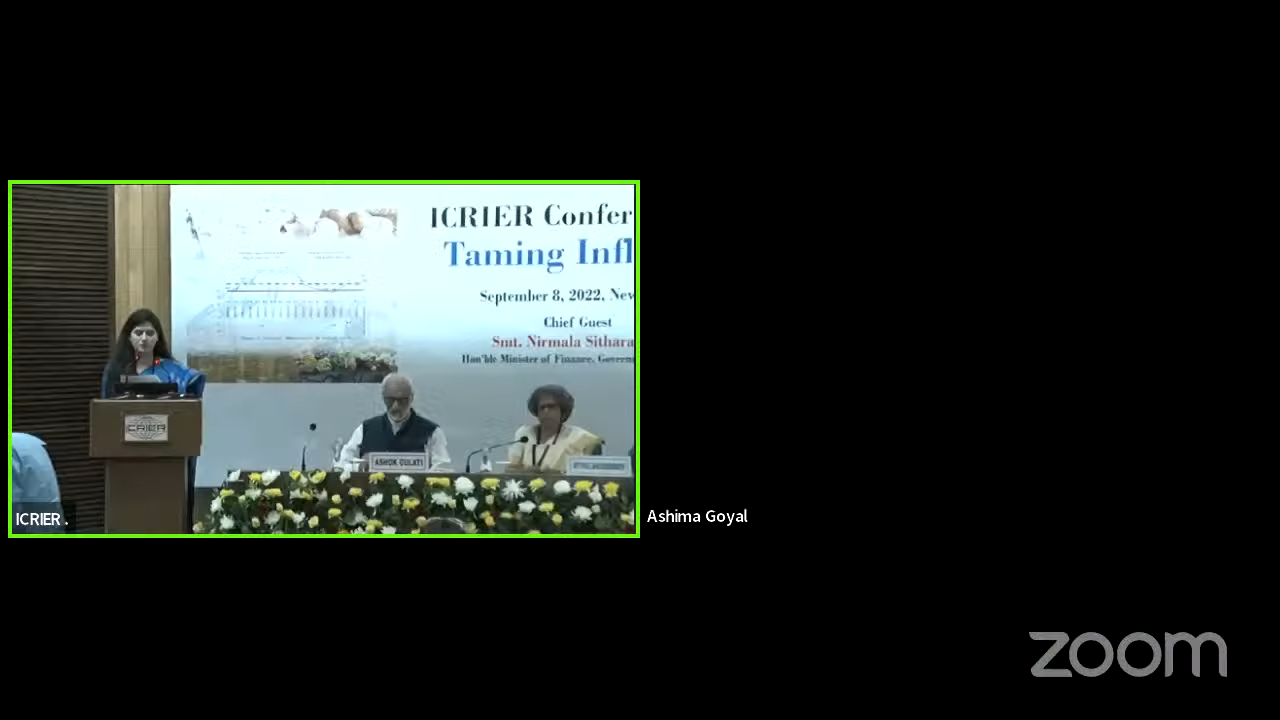 ICRIER Confer
Taming Infl
September 8, 2022, New
Chief Guest
Smt. Nirmala Sithara
Hon'ble Minister of Finance, Govern
ICRIER
ASHOK GULATI
ICRIER .
Ashima Goyal
zoom